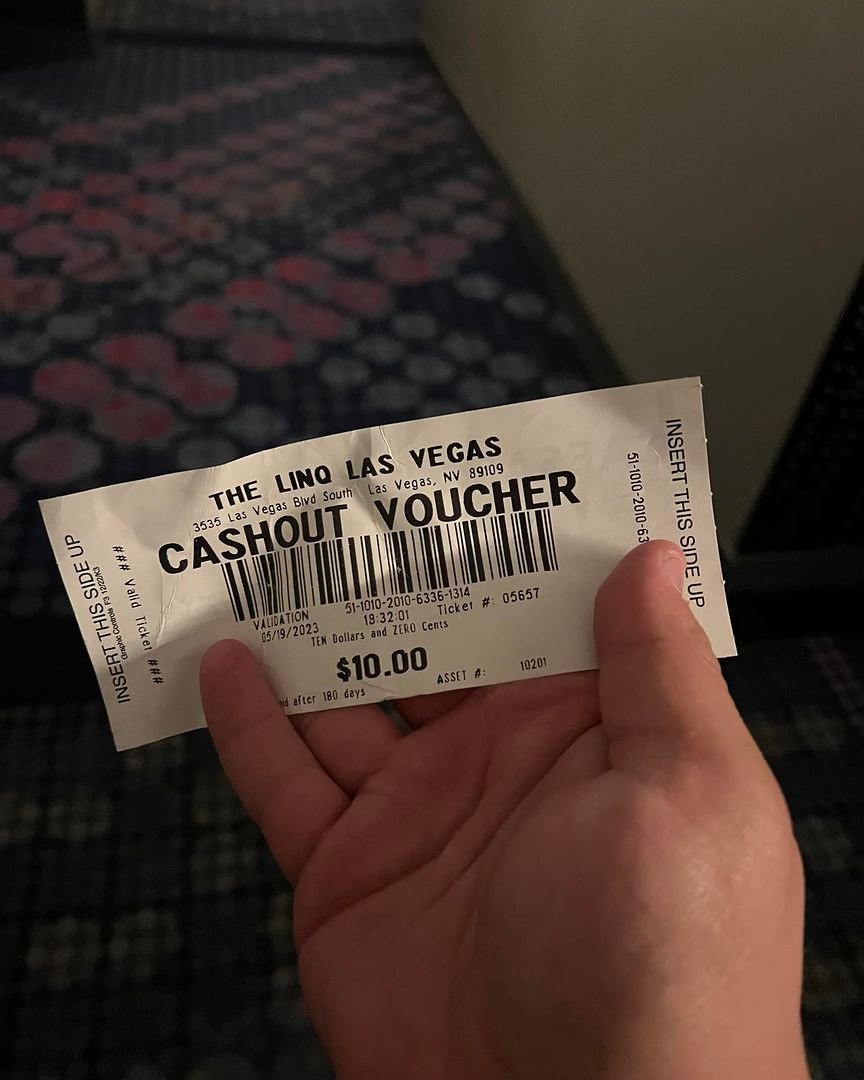 THE LINQ LAS VEGAS
3535 Las Vegas Blvd South Las Vegas, NV 89109
CASHOUT VOUCHER
51-1010-2010-6336-1314
VALIDATION 18:32:01 Ticket #: 05657
05/19/2023
TEN Dollars and ZERO Cents
$10.00
after 180 days
ASSET #: 10201
INSERT THIS SIDE UP
### Valid Ticket ###
51-1010-2010-63
INSERT THIS SIDE UP